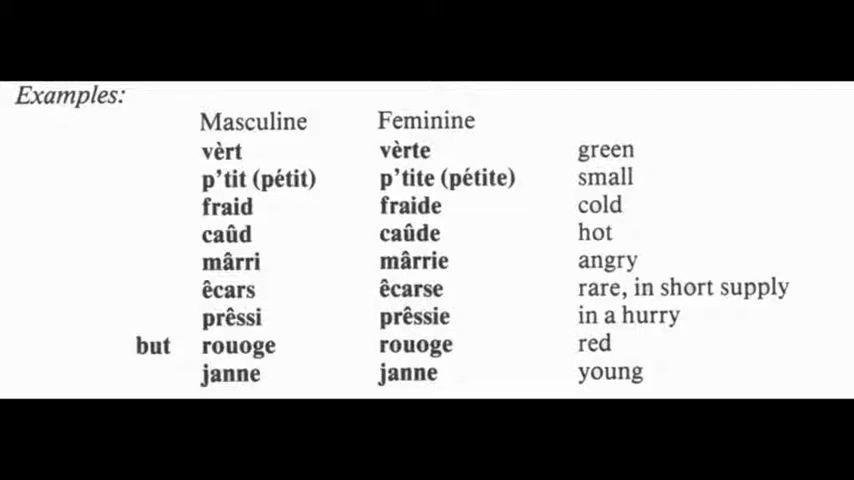 Examples:
Masculine Feminine
vèrt vèrte green
p'tit (pétit) p'tite (pétite) small
fraid fraide cold
caûd caûde hot
mârri mârrie angry
êcars êcarse rare, in short supply
prêssi prêssie in a hurry
but rouoge rouoge red
janne janne young